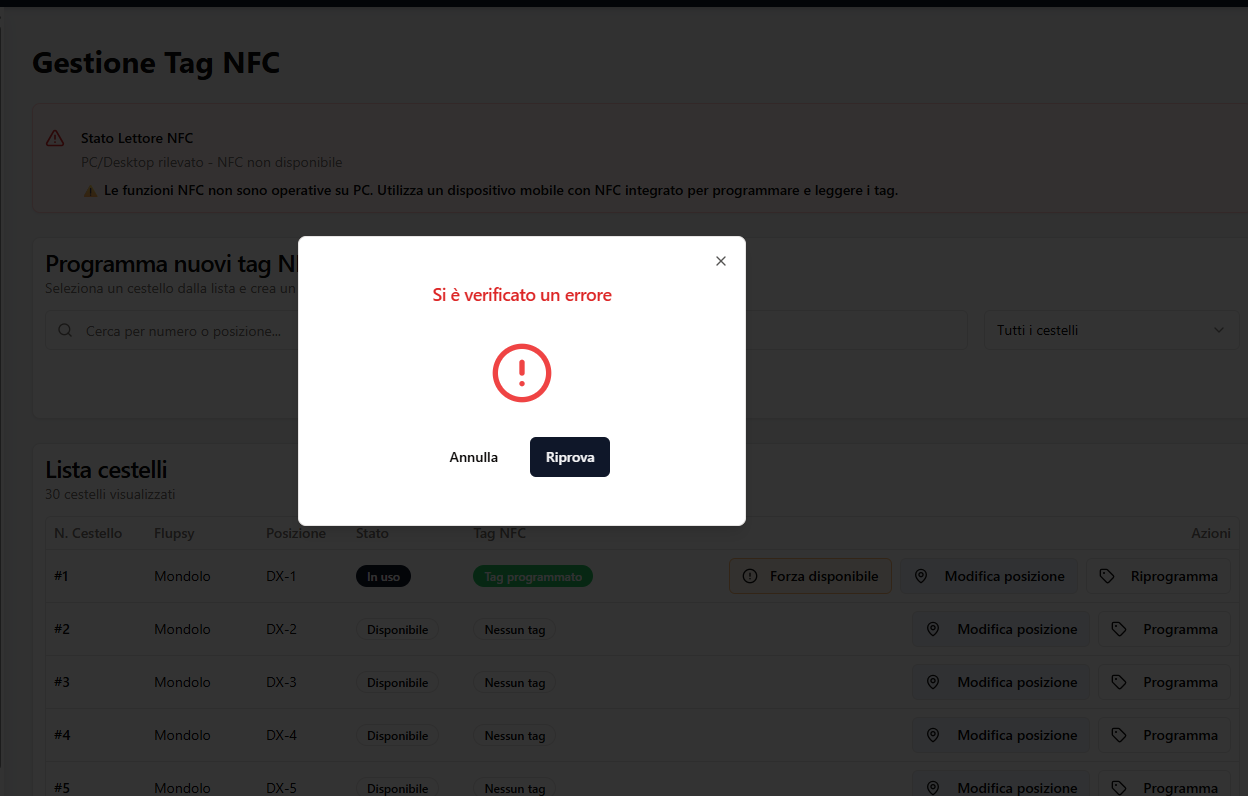 Gestione Tag NFC
Stato Lettore NFC
PC/Desktop rilevato - NFC non disponibile
Le funzioni NFC non sono operative su PC. Utilizza un dispositivo mobile con NFC integrato per programmare e leggere i tag.
Programma nuovi tag N
Seleziona un cestello dalla lista e crea un
Cerca per numero o posizione...
Tutti i cestelli
Si è verificato un errore
Annulla
Riprova
Lista cestelli
30 cestelli visualizzati
N. Cestello Flupsy Posizione Stato Tag NFC Azioni
#1 Mondolo DX-1 In uso Tag programmato Forza disponibile Modifica posizione Riprogramma
#2 Mondolo DX-2 Disponibile Nessun tag Modifica posizione Programma
#3 Mondolo DX-3 Disponibile Nessun tag Modifica posizione Programma
#4 Mondolo DX-4 Disponibile Nessun tag Modifica posizione Programma
#5 Mondolo DX-5 Disponibile Nessun tag Modifica posizione Programma